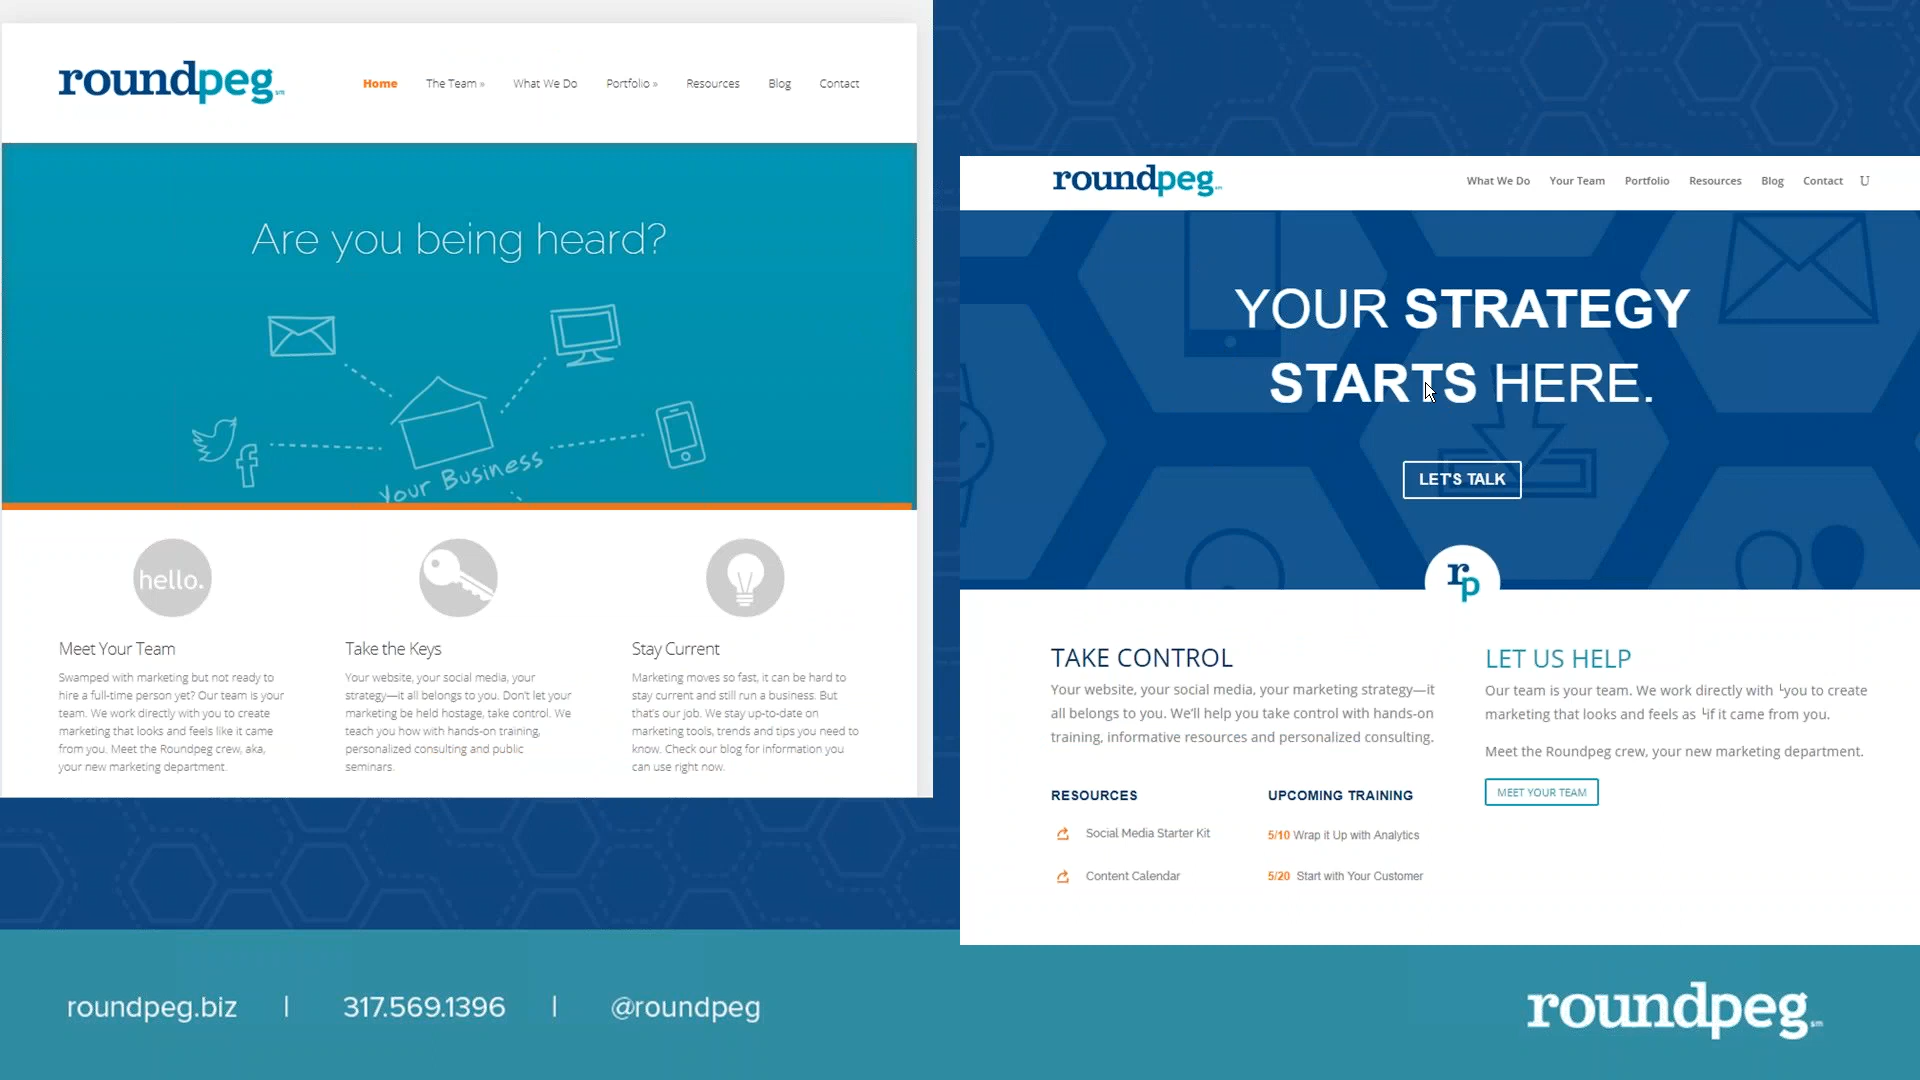 roundpeg sm
Home The Team » What We Do Portfolio » Resources Blog Contact
Are you being heard?
Your Business
hello.
Meet Your Team
Swamped with marketing but not ready to
hire a full-time person yet? Our team is your
team. We work directly with you to create
marketing that looks and feels like it came
from you. Meet the Roundpeg crew, aka,
your new marketing department.
Take the Keys
Your website, your social media, your
strategy—it all belongs to you. Don't let your
marketing be held hostage, take control. We
teach you how with hands-on training,
personalized consulting and public
seminars.
Stay Current
Marketing moves so fast, it can be hard to
stay current and still run a business. But
that's our job. We stay up-to-date on
marketing tools, trends and tips you need to
know. Check our blog for information you
can use right now.
roundpeg sm
What We Do Your Team Portfolio Resources Blog Contact U
YOUR STRATEGY
STARTS HERE.
LET'S TALK
rp
TAKE CONTROL
Your website, your social media, your marketing strategy—it
all belongs to you. We'll help you take control with hands-on
training, informative resources and personalized consulting.
RESOURCES
Social Media Starter Kit
Content Calendar
UPCOMING TRAINING
5/10 Wrap it Up with Analytics
5/20 Start with Your Customer
LET US HELP
Our team is your team. We work directly with └you to create
marketing that looks and feels as └if it came from you.
Meet the Roundpeg crew, your new marketing department.
MEET YOUR TEAM
roundpeg.biz | 317.569.1396 | @roundpeg
roundpeg sm